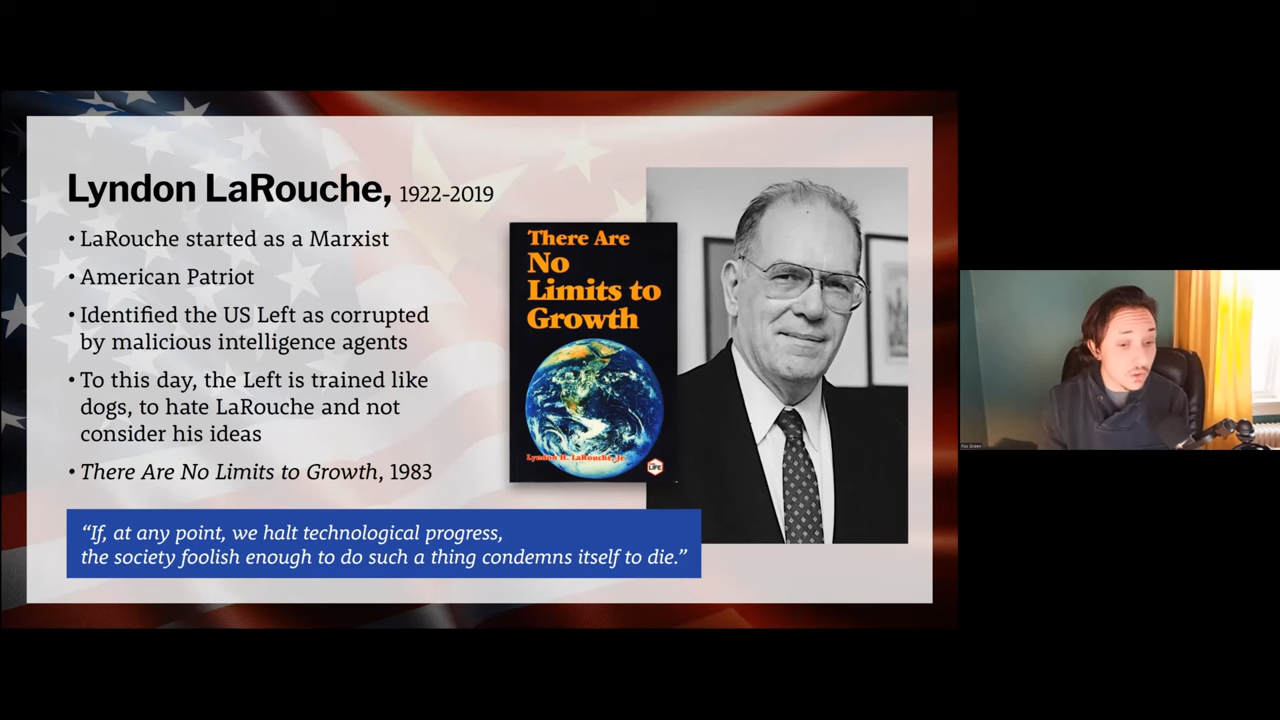 Lyndon LaRouche, 1922-2019
• LaRouche started as a Marxist
• American Patriot
• Identified the US Left as corrupted
by malicious intelligence agents
• To this day, the Left is trained like
dogs, to hate LaRouche and not
consider his ideas
• There Are No Limits to Growth, 1983
“If, at any point, we halt technological progress,
the society foolish enough to do such a thing condemns itself to die.”
There Are
No
Limits to
Growth
Lyndon H. LaRouche, Jr.
LIFE
Fox Green